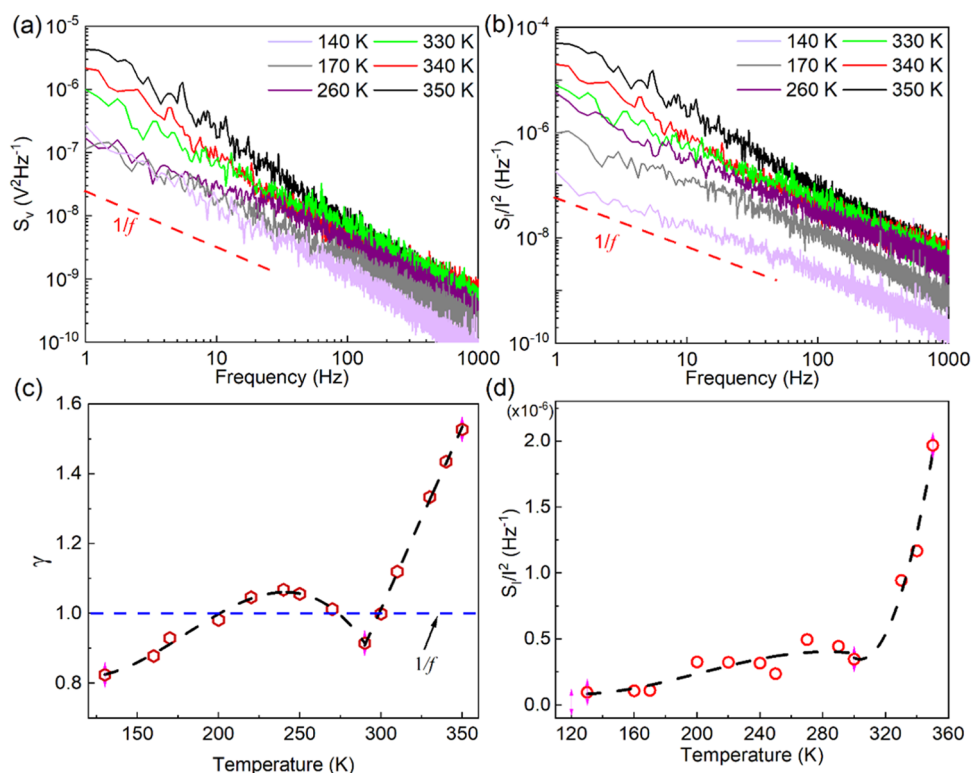 (a)
10⁻⁵
10⁻⁶
10⁻⁷
10⁻⁸
10⁻⁹
10⁻¹⁰
Sᵥ (V²Hz⁻¹)
140 K 330 K
170 K 340 K
260 K 350 K
1/f
1 10 100 1000
Frequency (Hz)
(b)
10⁻⁴
10⁻⁶
10⁻⁸
10⁻¹⁰
S_I/I² (Hz⁻¹)
140 K 330 K
170 K 340 K
260 K 350 K
1/f
1 10 100 1000
Frequency (Hz)
(c)
1.6
1.4
1.2
1.0
0.8
γ
1/f
150 200 250 300 350
Temperature (K)
(d)
(x10⁻⁶)
2.0
1.5
1.0
0.5
0.0
S_I/I² (Hz⁻¹)
120 160 200 240 280 320 360
Temperature (K)